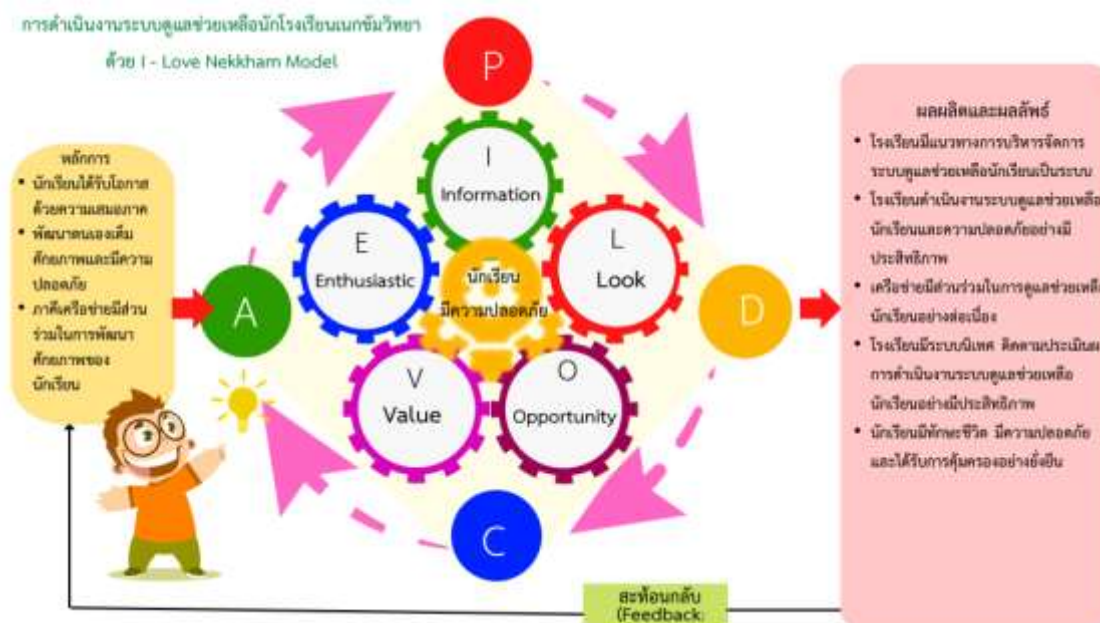 การดำเนินงานระบบดูแลช่วยเหลือนักโรงเรียนเนกขัมวิทยา
ด้วย I - Love Nekkham Model
หลักการ
• นักเรียนได้รับโอกาส
ด้วยความเสมอภาค
• พัฒนาตนเองเต็ม
ศักยภาพและมีความ
ปลอดภัย
• ภาคีเครือข่ายมีส่วน
ร่วมในการพัฒนา
ศักยภาพของ
นักเรียน
P
I
Information
E
Enthusiastic
L
Look
นักเรียน
มีความปลอดภัย
A
D
V
Value
O
Opportunity
C
ผลผลิตและผลลัพธ์
• โรงเรียนมีแนวทางการบริหารจัดการ
ระบบดูแลช่วยเหลือนักเรียนเป็นระบบ
• โรงเรียนดำเนินงานระบบดูแลช่วยเหลือ
นักเรียนและความปลอดภัยอย่างมี
ประสิทธิภาพ
• เครือข่ายมีส่วนร่วมในการดูแลช่วยเหลื
นักเรียนอย่างต่อเนื่อง
• โรงเรียนมีระบบนิเทศ ติดตามประเมินผ
การดำเนินงานระบบดูแลช่วยเหลือ
นักเรียนอย่างมีประสิทธิภาพ
• นักเรียนมีทักษะชีวิต มีความปลอดภัย
และได้รับการคุ้มครองอย่างยั่งยืน
สะท้อนกลับ
(Feedback